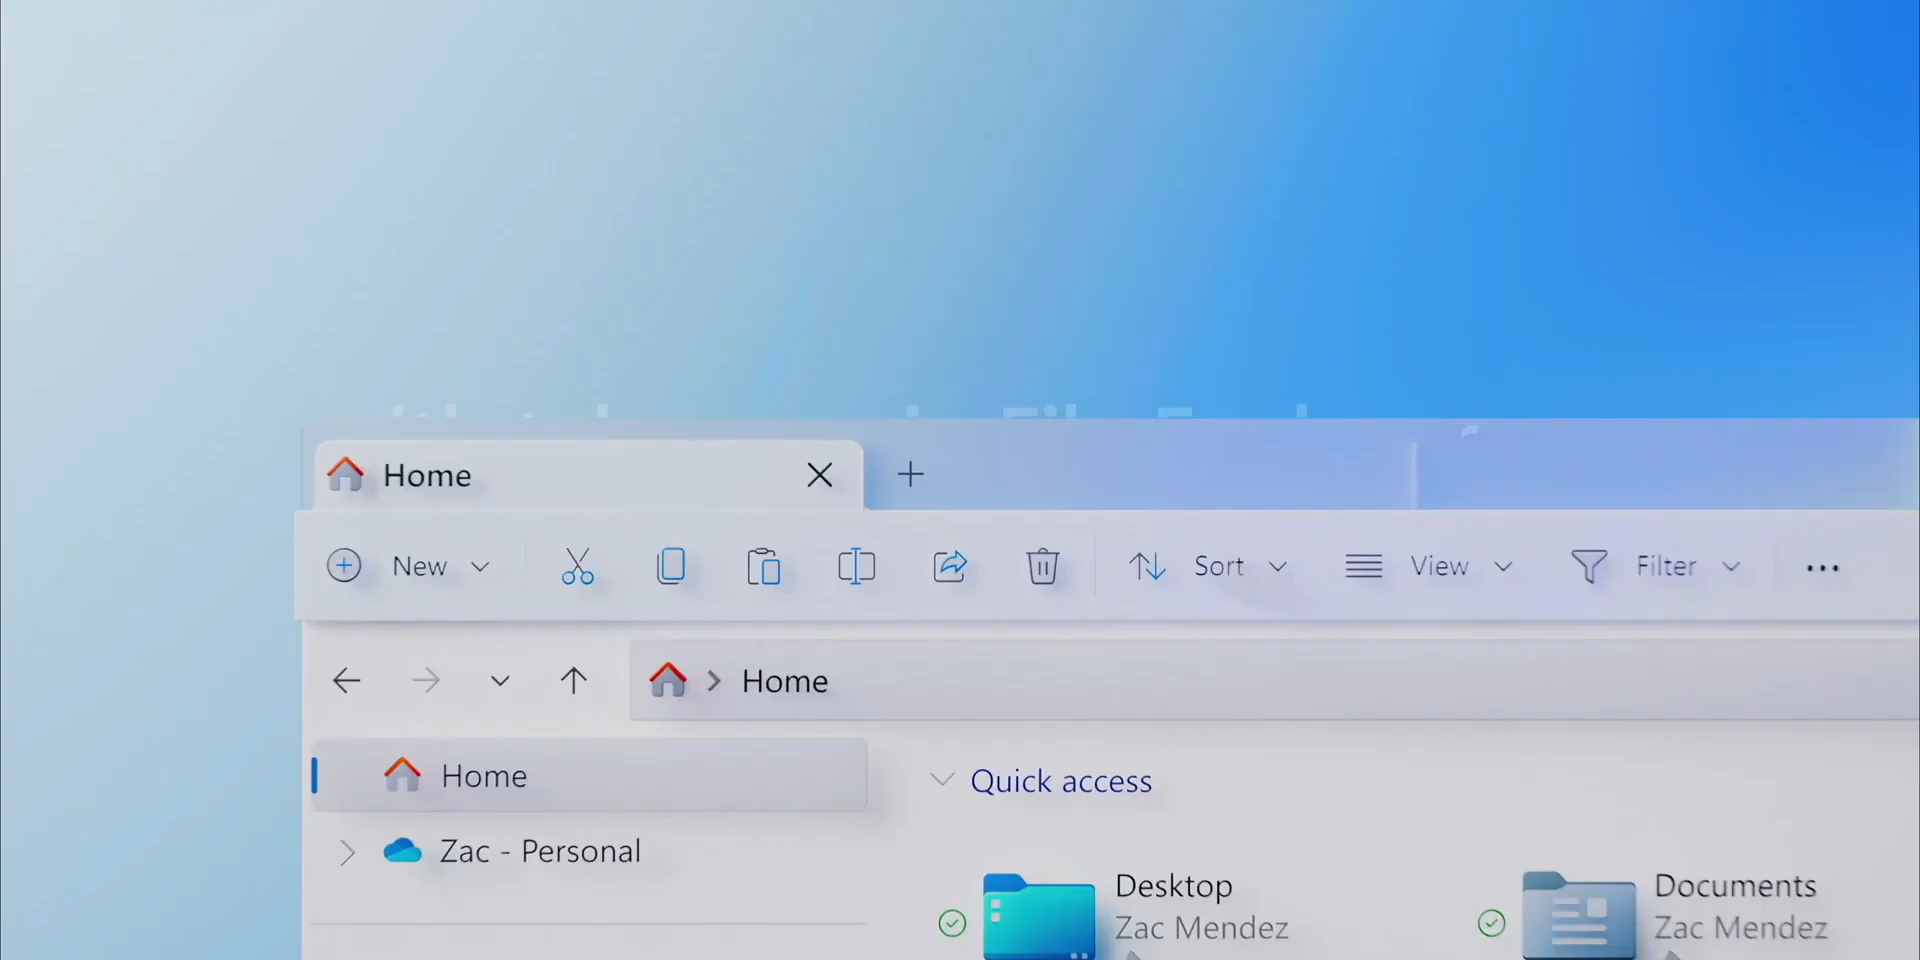 Home
New
Sort
View
Filter
Home
Home
Quick access
Zac - Personal
Desktop
Documents
Zac Mendez
Zac Mendez